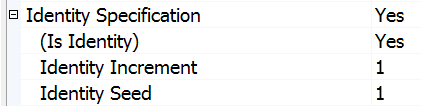 Identity Specification Yes
(Is Identity) Yes
Identity Increment 1
Identity Seed 1